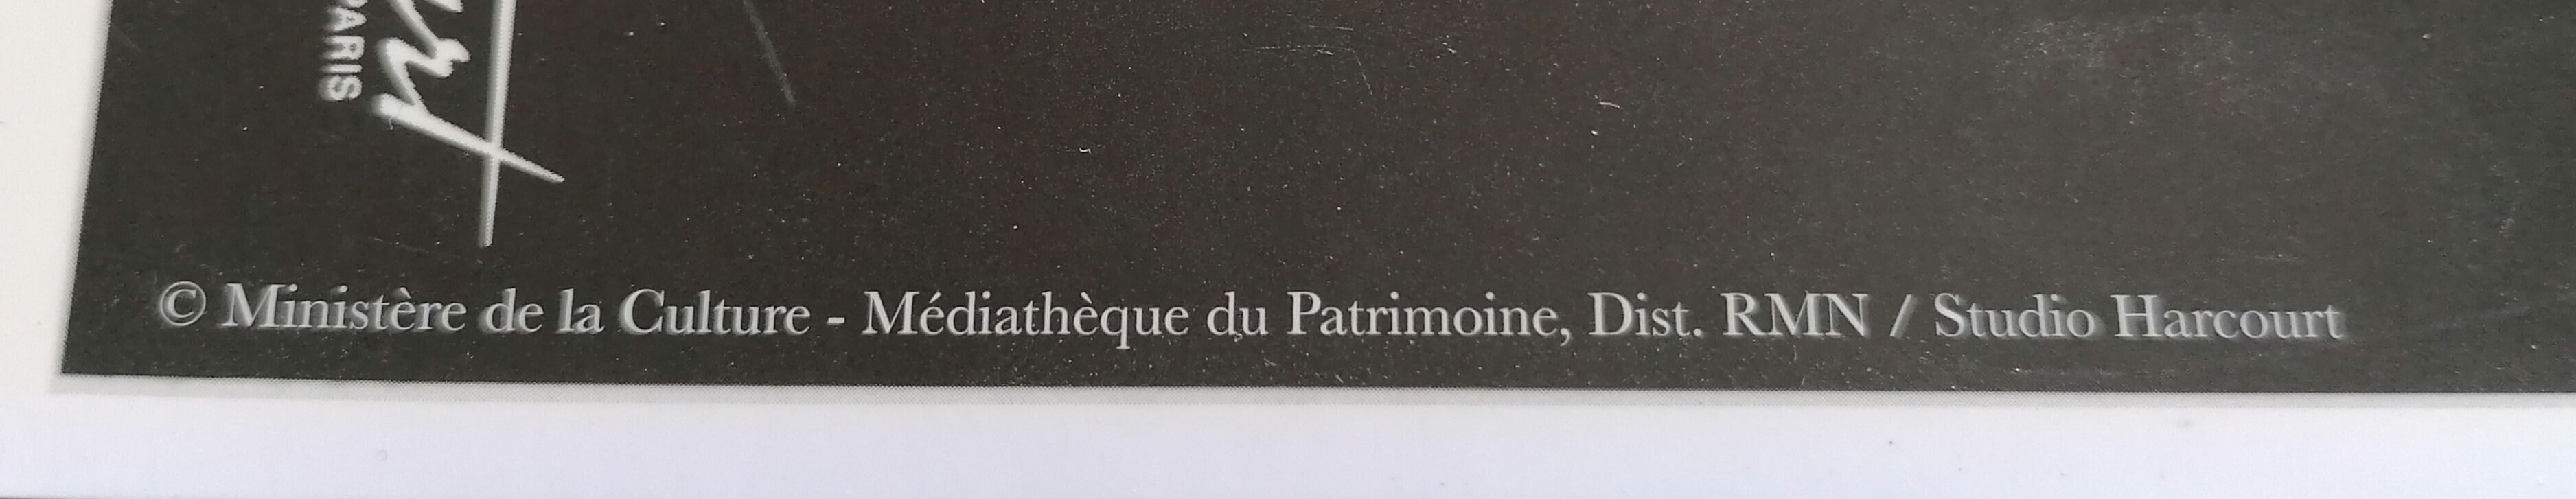 PARIS
© Ministère de la Culture - Médiathèque du Patrimoine, Dist. RMN / Studio Harcourt